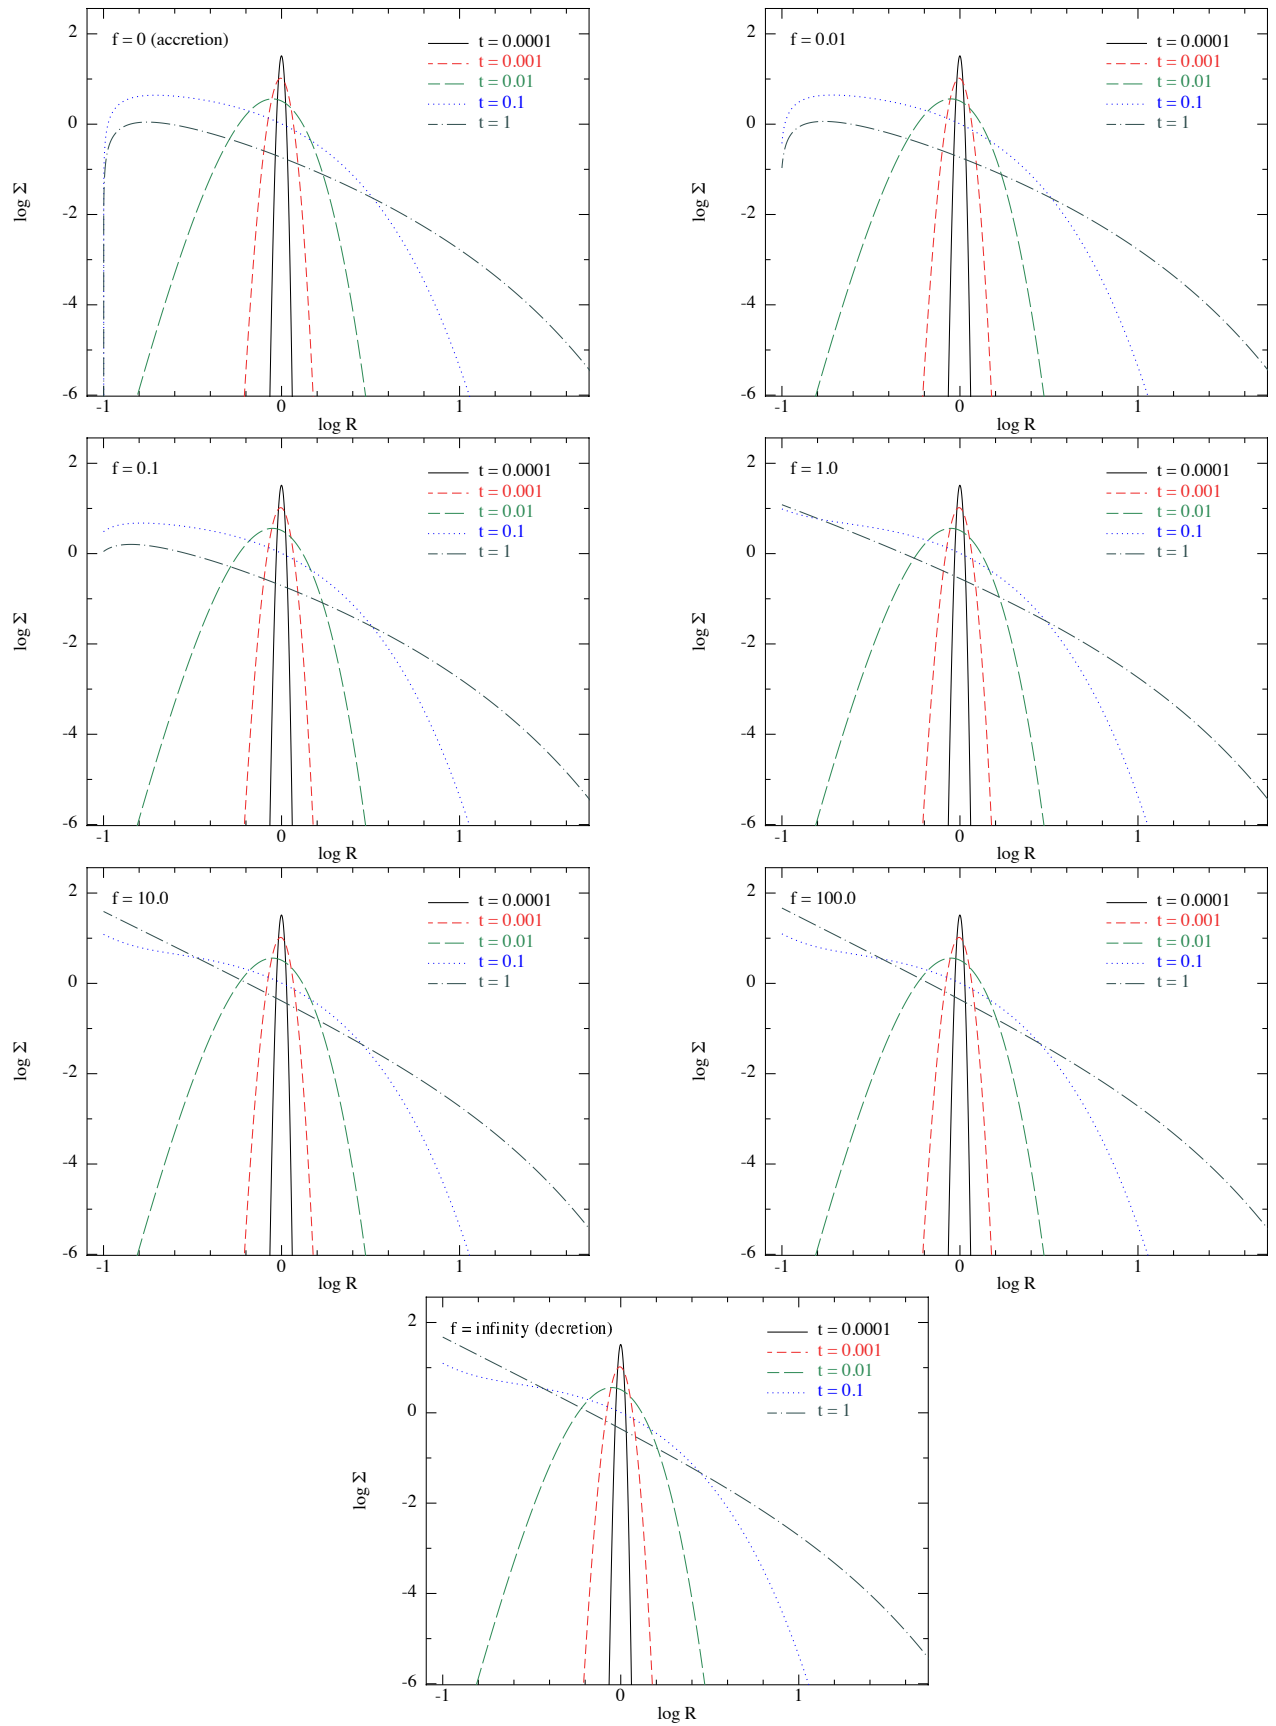 f = 0 (accretion)
t = 0.0001
t = 0.001
t = 0.01
t = 0.1
t = 1
2
0
-2
-4
-6
log Σ
-1 0 1
log R
f = 0.01
t = 0.0001
t = 0.001
t = 0.01
t = 0.1
t = 1
2
0
-2
-4
-6
log Σ
-1 0 1
log R
f = 0.1
t = 0.0001
t = 0.001
t = 0.01
t = 0.1
t = 1
2
0
-2
-4
-6
log Σ
-1 0 1
log R
f = 1.0
t = 0.0001
t = 0.001
t = 0.01
t = 0.1
t = 1
2
0
-2
-4
-6
log Σ
-1 0 1
log R
f = 10.0
t = 0.0001
t = 0.001
t = 0.01
t = 0.1
t = 1
2
0
-2
-4
-6
log Σ
-1 0 1
log R
f = 100.0
t = 0.0001
t = 0.001
t = 0.01
t = 0.1
t = 1
2
0
-2
-4
-6
log Σ
-1 0 1
log R
f = infinity (decretion)
t = 0.0001
t = 0.001
t = 0.01
t = 0.1
t = 1
2
0
-2
-4
-6
log Σ
-1 0 1
log R